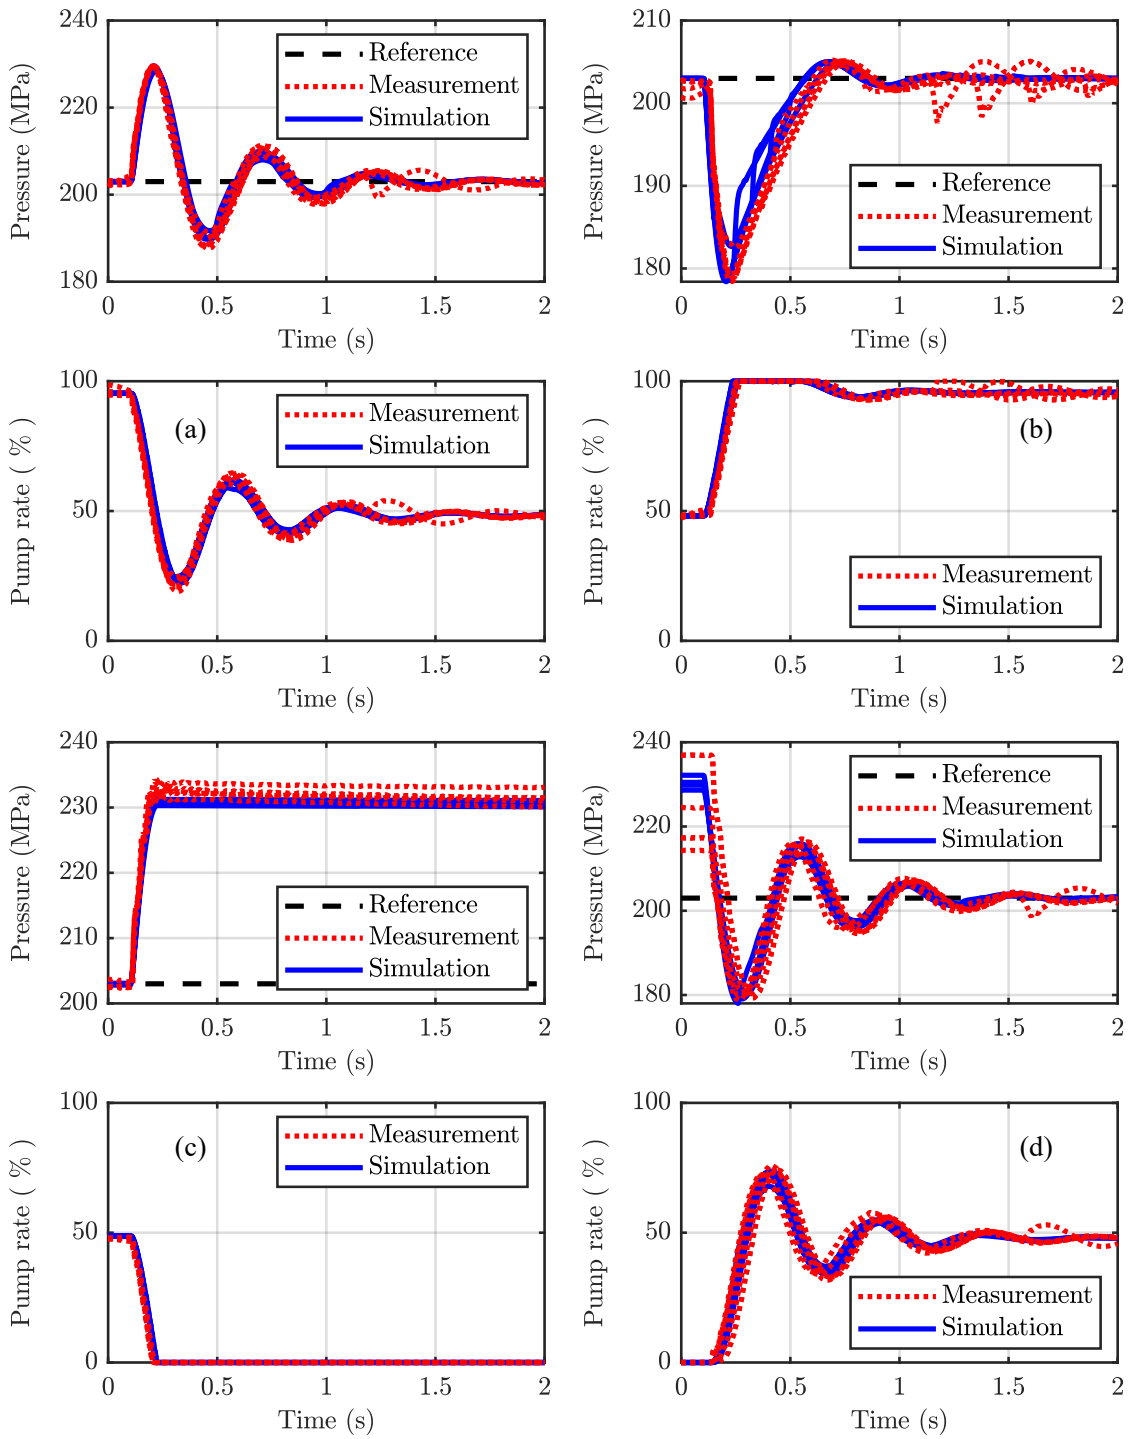 240
220
200
180
Pressure (MPa)
Reference
Measurement
Simulation
0
0.5
1
1.5
2
Time (s)
210
200
190
180
Pressure (MPa)
Reference
Measurement
Simulation
0
0.5
1
1.5
2
Time (s)
100
50
0
Pump rate ( % )
(a)
Measurement
Simulation
0
0.5
1
1.5
2
Time (s)
100
50
0
Pump rate ( % )
(b)
Measurement
Simulation
0
0.5
1
1.5
2
Time (s)
240
230
220
210
200
Pressure (MPa)
Reference
Measurement
Simulation
0
0.5
1
1.5
2
Time (s)
240
220
200
180
Pressure (MPa)
Reference
Measurement
Simulation
0
0.5
1
1.5
2
Time (s)
100
50
0
Pump rate ( % )
(c)
Measurement
Simulation
0
0.5
1
1.5
2
Time (s)
100
50
0
Pump rate ( % )
(d)
Measurement
Simulation
0
0.5
1
1.5
2
Time (s)